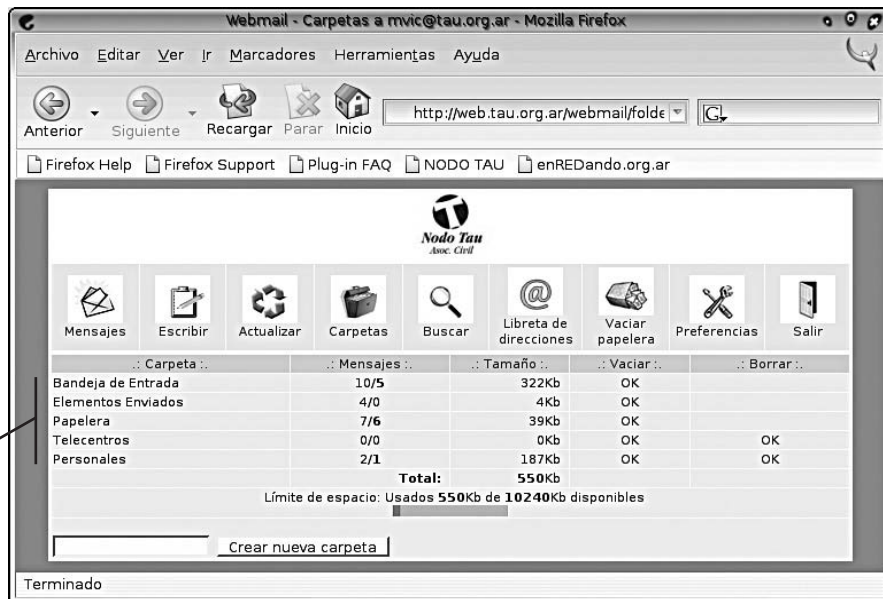 Webmail - Carpetas a mvic@tau.org.ar - Mozilla Firefox
Archivo Editar Ver Ir Marcadores Herramientas Ayuda
http://web.tau.org.ar/webmail/folde G
Anterior Siguiente Recargar Parar Inicio
Firefox Help Firefox Support Plug-in FAQ NODO TAU enREDando.org.ar
T
Nodo Tau
Asoc. Civil
Mensajes Escribir Actualizar Carpetas Buscar Libreta de direcciones Vaciar papelera Preferencias Salir
.: Carpeta :. .: Mensajes :. .: Tamaño :. .: Vaciar :. .: Borrar :.
Bandeja de Entrada 10/5 322Kb OK
Elementos Enviados 4/0 4Kb OK
Papelera 7/6 39Kb OK
Telecentros 0/0 0Kb OK OK
Personales 2/1 187Kb OK OK
Total: 550Kb
Límite de espacio: Usados 550Kb de 10240Kb disponibles
Crear nueva carpeta
Terminado